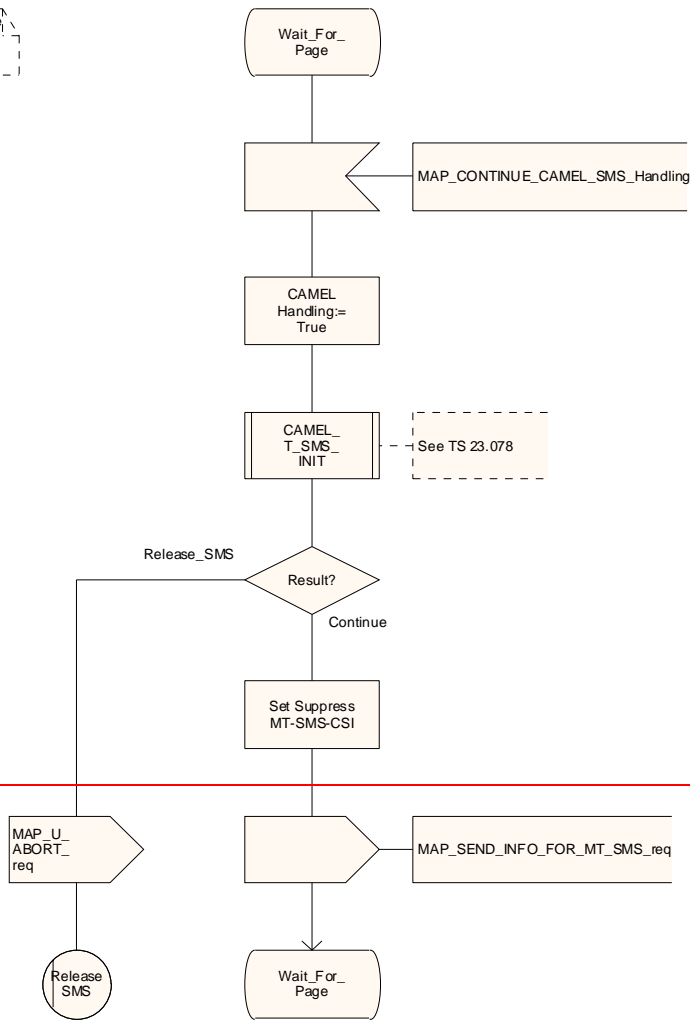 Wait_For_
Page
MAP_CONTINUE_CAMEL_SMS_Handling
CAMEL
Handling:=
True
CAMEL_
T_SMS_
INIT
See TS 23.078
Release_SMS
Result?
Continue
Set Suppress
MT-SMS-CSI
MAP_U_
ABORT_
req
MAP_SEND_INFO_FOR_MT_SMS_req
Release
SMS
Wait_For_
Page